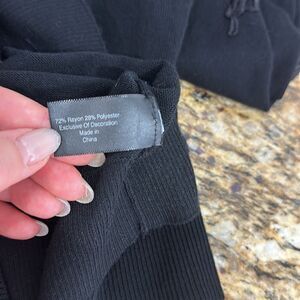 72% Rayon 28% Polyester
Exclusive Of Decoration
Made in
China